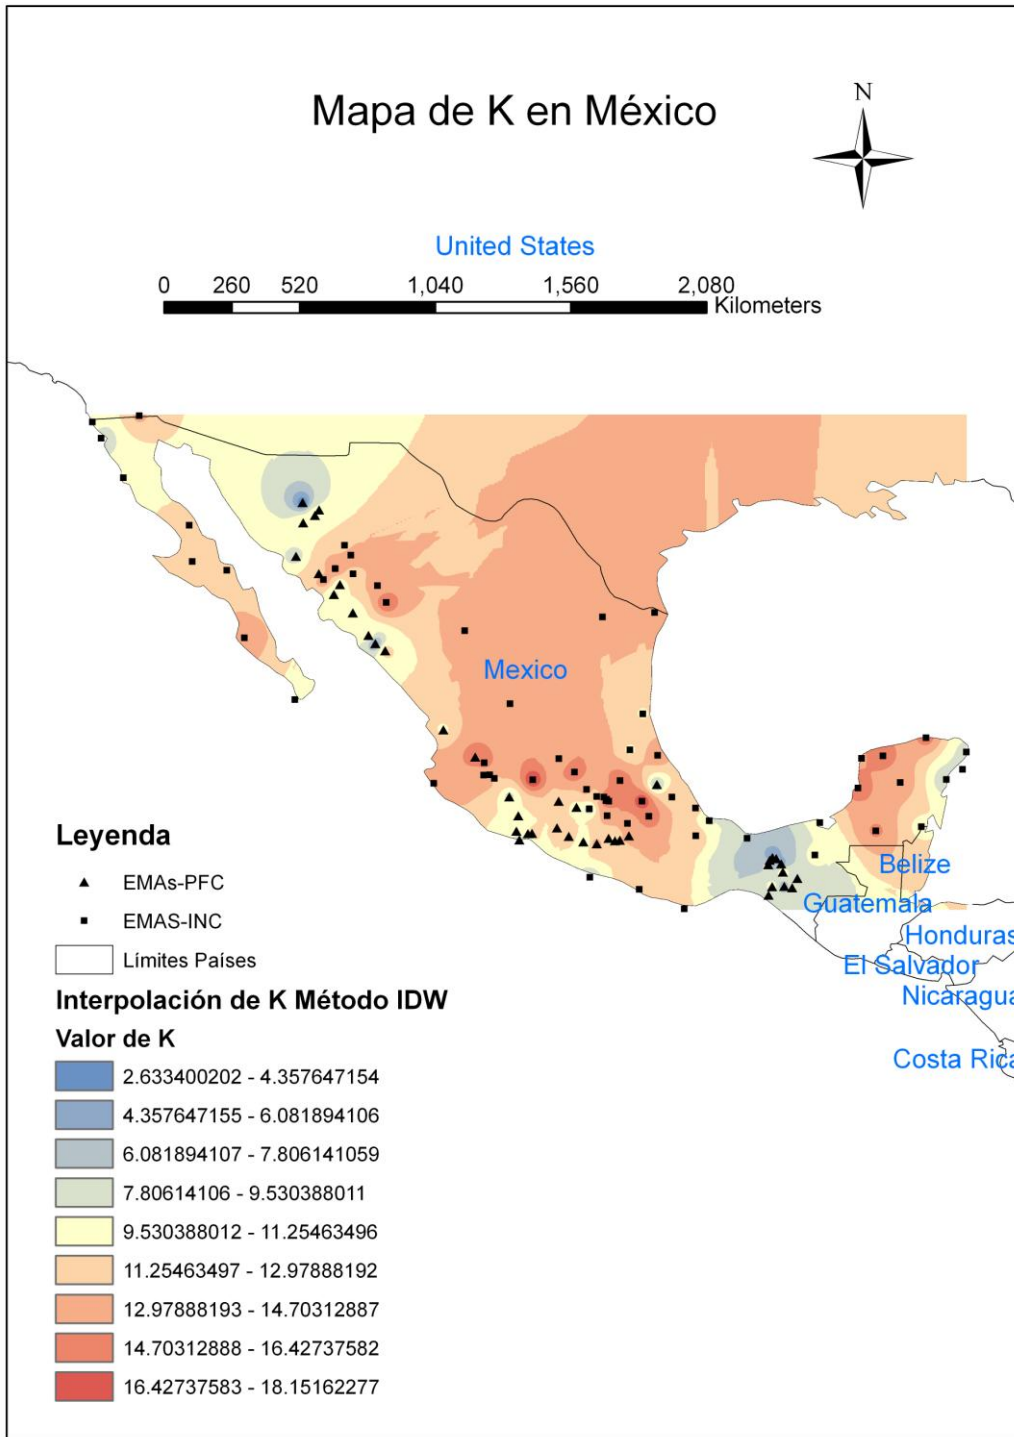 Mapa de K en México
N
United States
0 260 520 1,040 1,560 2,080
Kilometers
Mexico
Leyenda
EMAs-PFC
EMAS-INC
Límites Países
Interpolación de K Método IDW
Valor de K
2.633400202 - 4.357647154
4.357647155 - 6.081894106
6.081894107 - 7.806141059
7.80614106 - 9.530388011
9.530388012 - 11.25463496
11.25463497 - 12.97888192
12.97888193 - 14.70312887
14.70312888 - 16.42737582
16.42737583 - 18.15162277
Belize
Guatemala
Honduras
El Salvador
Nicaragua
Costa Rica